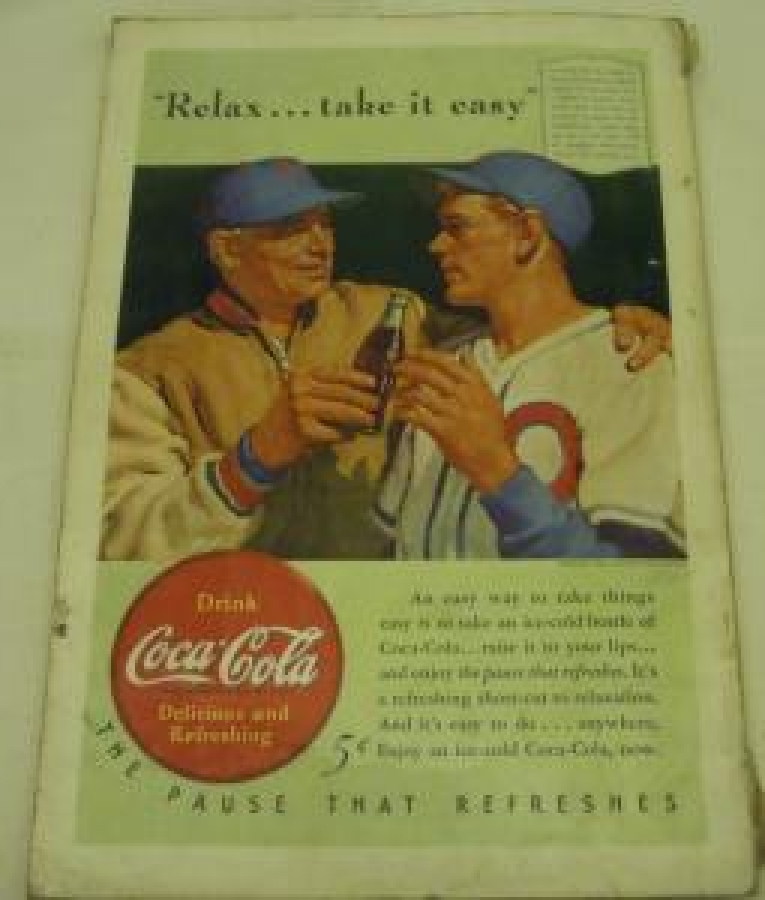 "Relax...take it easy"
Drink
Coca-Cola
Delicious and
Refreshing
An easy way to take things
easy is to take an ice-cold bottle of
Coca-Cola...raise it to your lips...
and enjoy the pause that refreshes. It's
a refreshing short-cut to relaxation.
And it's easy to do... anywhere.
5¢ Enjoy an ice-cold Coca-Cola, now.
THE PAUSE THAT REFRESHES